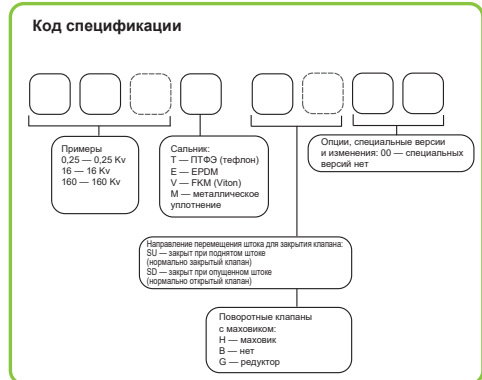 Код спецификации
Примеры
0,25 — 0,25 Kv
16 — 16 Kv
160 — 160 Kv
Сальник:
T — ПТФЭ (тефлон)
E — EPDM
V — FKM (Viton)
M — металлическое
уплотнение
Опции, специальные версии
и изменения: 00 — специальных
версий нет
Направление перемещения штока для закрытия клапана:
SU — закрыт при поднятом штоке
(нормально закрытый клапан)
SD — закрыт при опущенном штоке
(нормально открытый клапан)
Поворотные клапаны
с маховиком:
H — маховик
B — нет
G — редуктор